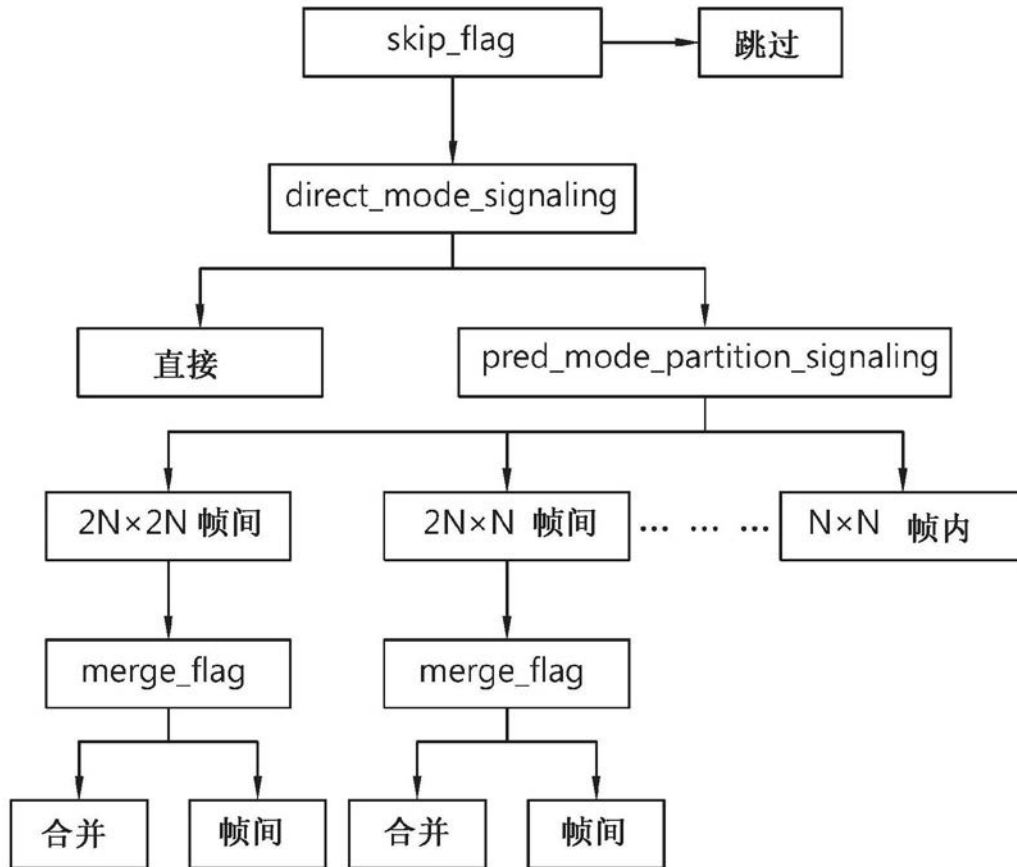 skip_flag
跳过
direct_mode_signaling
直接
pred_mode_partition_signaling
2N×2N 帧间
2N×N 帧间
... ... ...
N×N 帧内
merge_flag
merge_flag
合并
帧间
合并
帧间